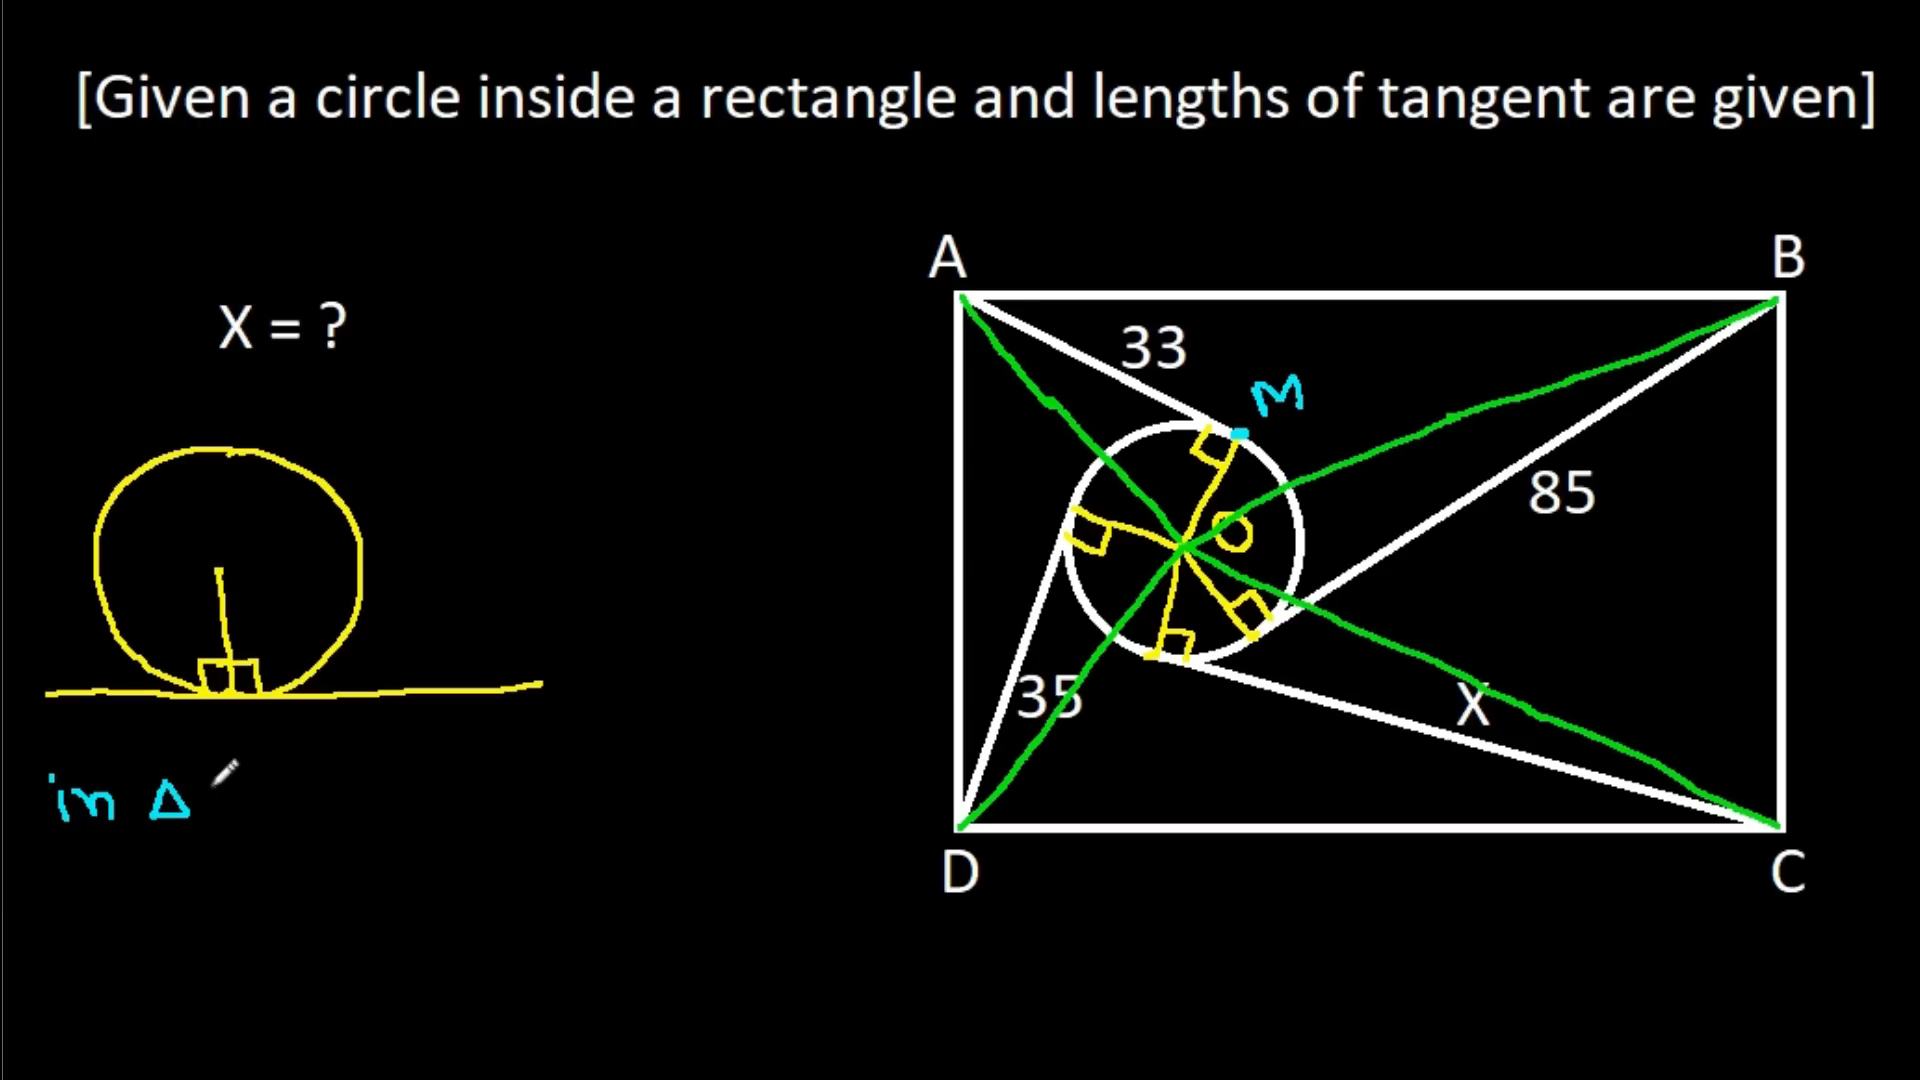 [Given a circle inside a rectangle and lengths of tangent are given]
X = ?
A
B
33
M
85
O
35
X
in Δ
D
C